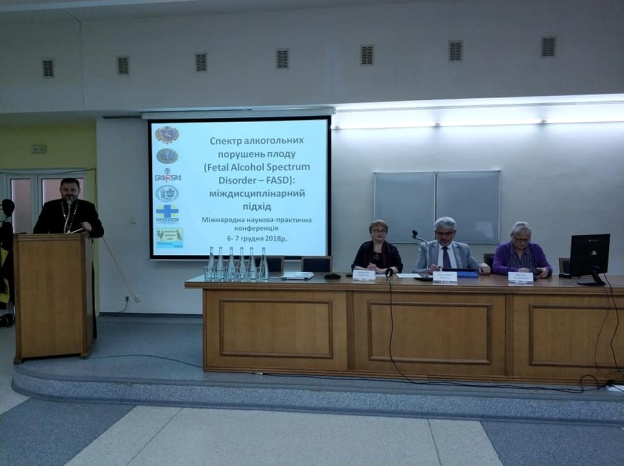 Спектр алкогольних
порушень плоду
(Fetal Alcohol Spectrum
Disorder – FASD):
міждисциплінарний
підхід
Міжнародна науково-практична
конференція
6- 7 грудня 2018р.